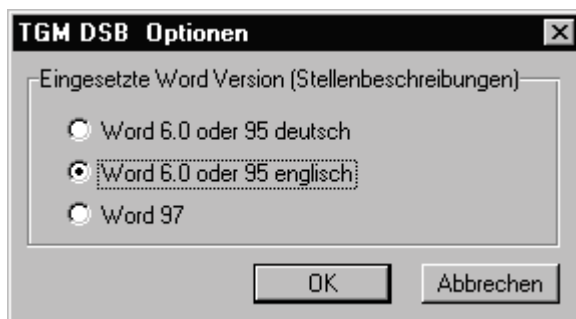 TGM DSB Optionen
Eingesetzte Word Version (Stellenbeschreibungen)
Word 6.0 oder 95 deutsch
Word 6.0 oder 95 englisch
Word 97
OK Abbrechen